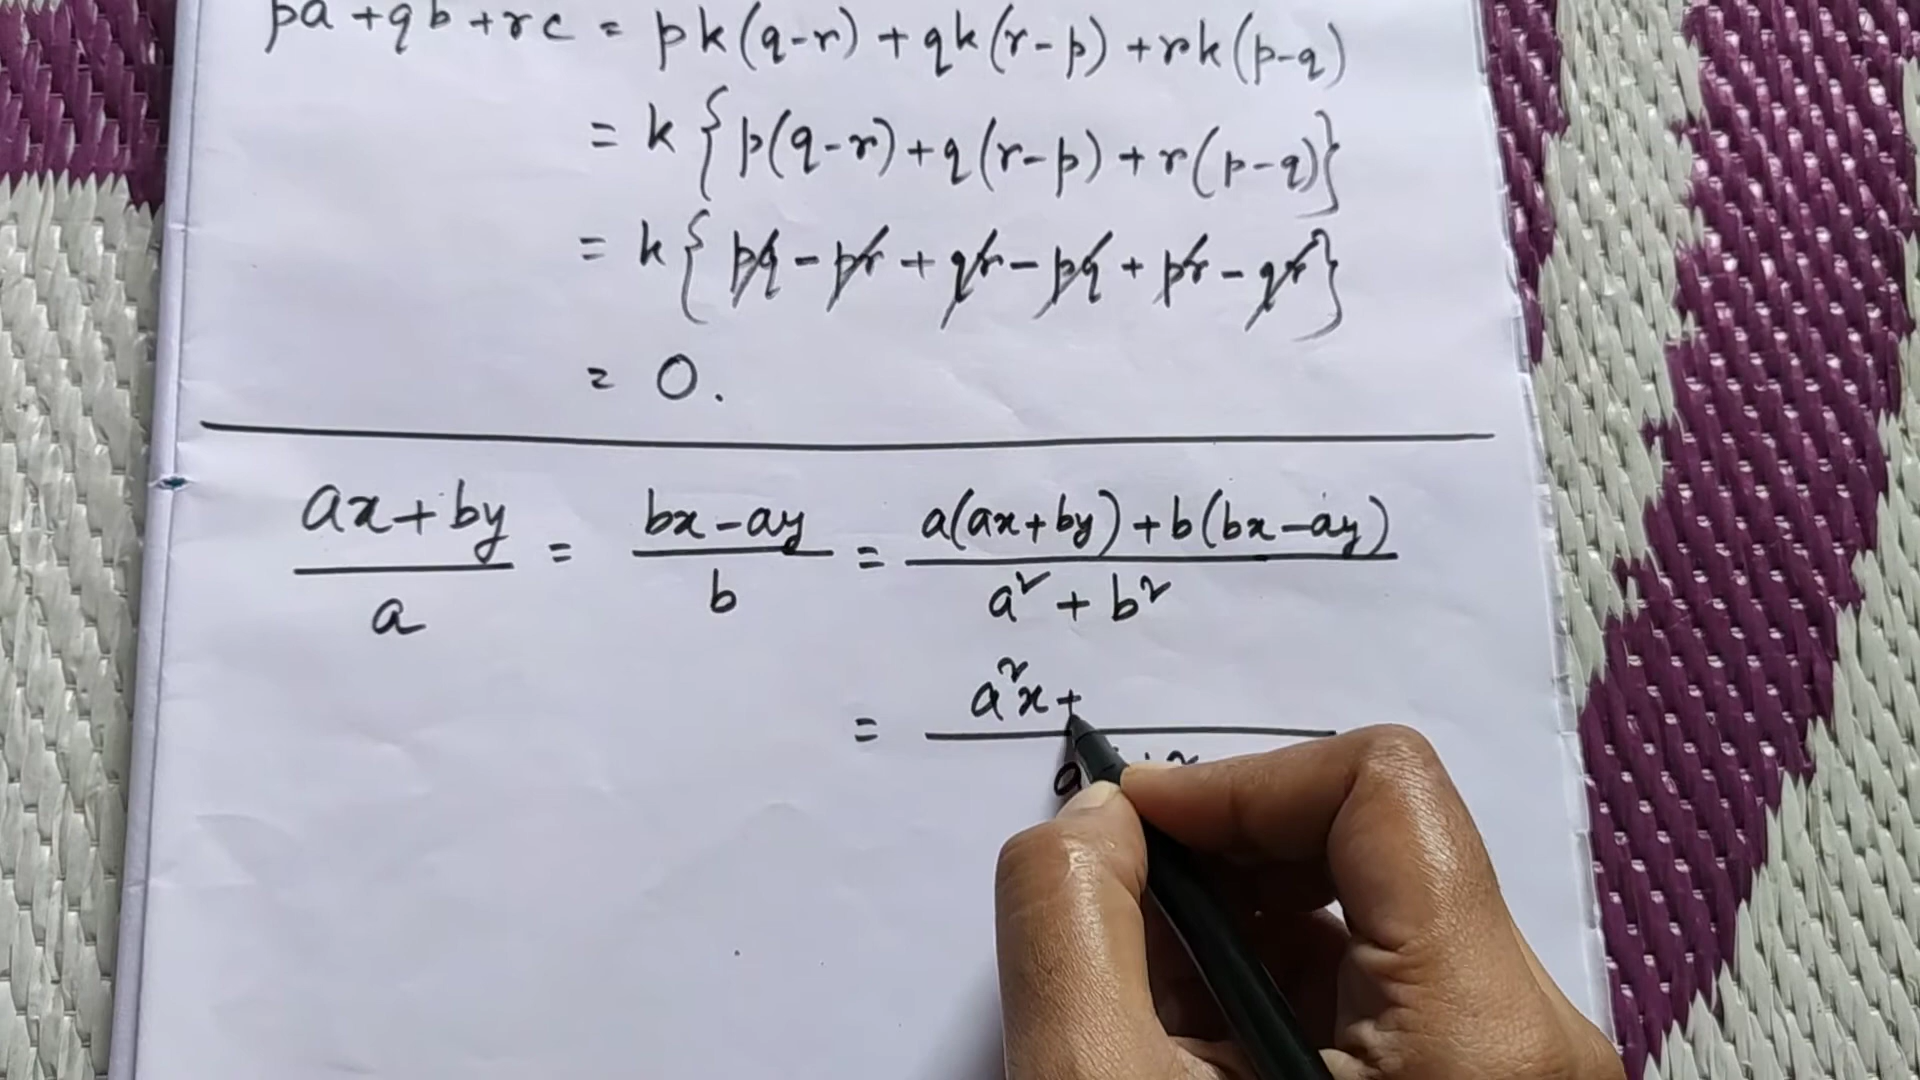 pa + qb + rc = pk(q-r) + qk(r-p) + rk(p-q)
= k{p(q-r) + q(r-p) + r(p-q)}
= k{pq - pr + qr - pq + pr - qr}
= 0.
(ax+by)/a = (bx-ay)/b = (a(ax+by) + b(bx-ay))/(a² + b²)
= a²x +
a